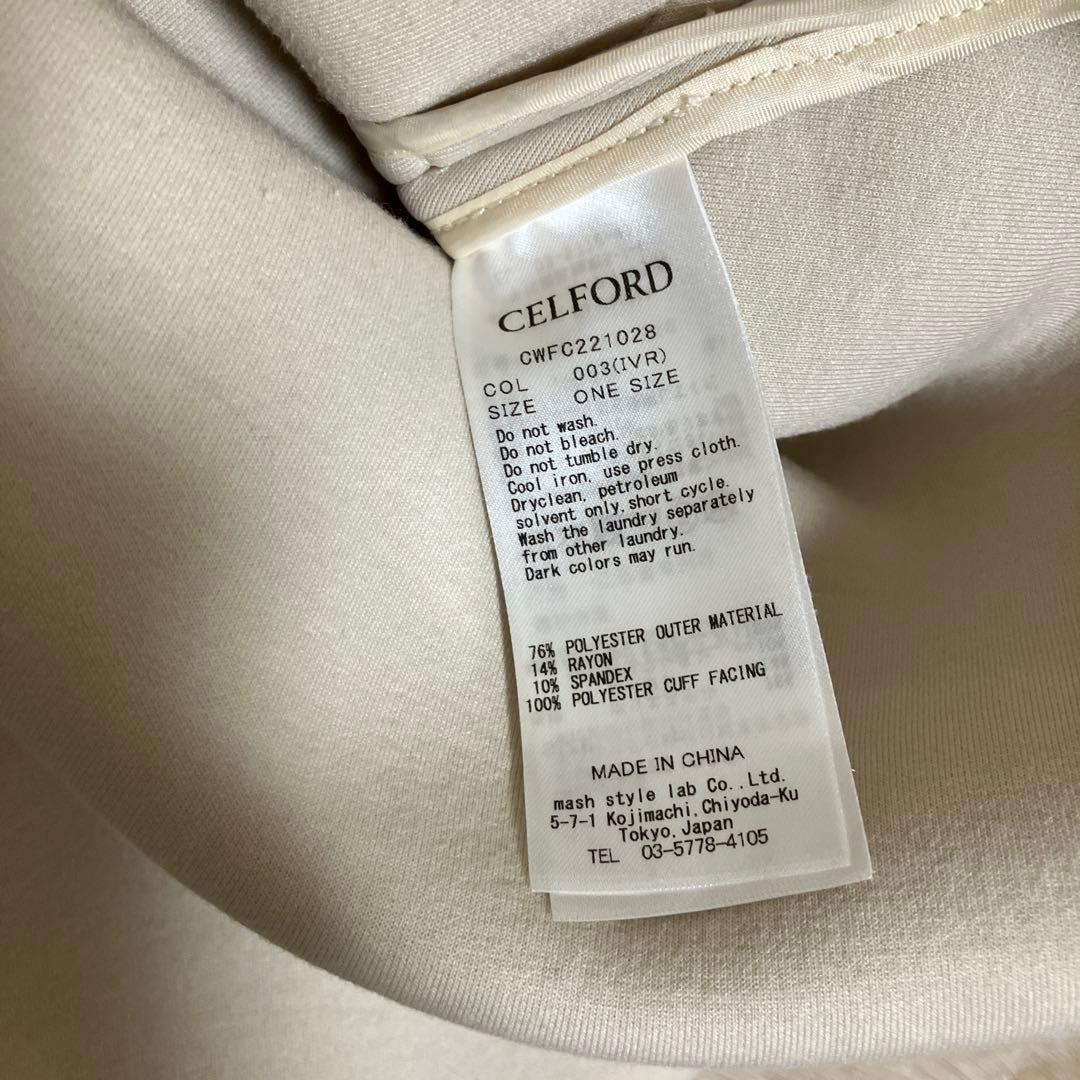 CELFORD
CWFC221028
COL 003(IVR)
SIZE ONE SIZE
Do not wash.
Do not bleach.
Do not tumble dry.
Cool iron, use press cloth.
Dryclean, petroleum
solvent only,short cycle.
Wash the laundry separately
from other laundry.
Dark colors may run.
76% POLYESTER OUTER MATERIAL
14% RAYON
10% SPANDEX
100% POLYESTER CUFF FACING
MADE IN CHINA
mash style lab Co.,Ltd.
5-7-1 Kojimachi,Chiyoda-Ku
Tokyo,Japan
TEL 03-5778-4105